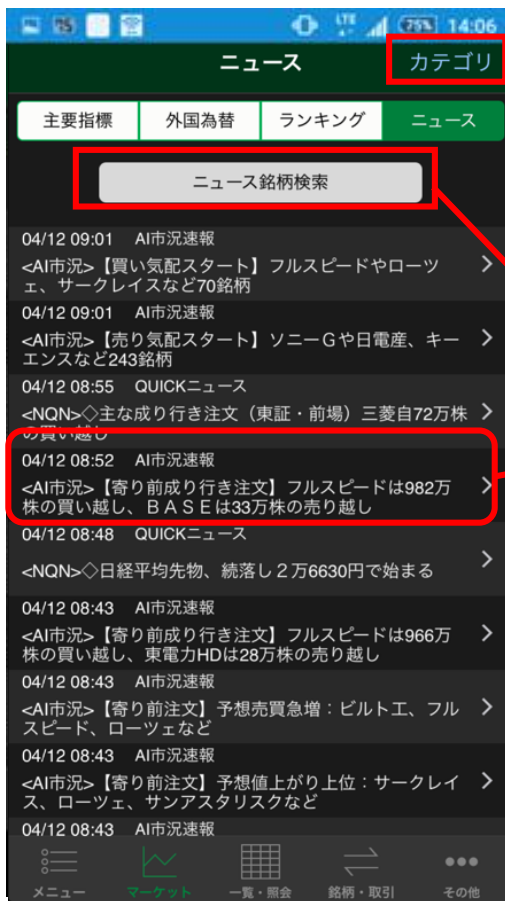 LTE 75% 14:06
ニュース カテゴリ
主要指標 外国為替 ランキング ニュース
ニュース銘柄検索
04/12 09:01 AI市況速報
<AI市況>【買い気配スタート】フルスピードやローツ
ェ、サークレイスなど70銘柄
04/12 09:01 AI市況速報
<AI市況>【売り気配スタート】ソニーGや日電産、キー
エンスなど243銘柄
04/12 08:55 QUICKニュース
<NQN>◇主な成り行き注文（東証・前場）三菱自72万株
の買い越し
04/12 08:52 AI市況速報
<AI市況>【寄り前成り行き注文】フルスピードは982万
株の買い越し、ＢＡＳＥは33万株の売り越し
04/12 08:48 QUICKニュース
<NQN>◇日経平均先物、続落し２万6630円で始まる
04/12 08:43 AI市況速報
<AI市況>【寄り前成り行き注文】フルスピードは966万
株の買い越し、東電力HDは28万株の売り越し
04/12 08:43 AI市況速報
<AI市況>【寄り前注文】予想売買急増：ビルト工、フル
スピード、ローツェなど
04/12 08:43 AI市況速報
<AI市況>【寄り前注文】予想値上がり上位：サークレイ
ス、ローツェ、サンアスタリスクなど
04/12 08:43 AI市況速報
メニュー マーケット 一覧・照会 銘柄・取引 その他